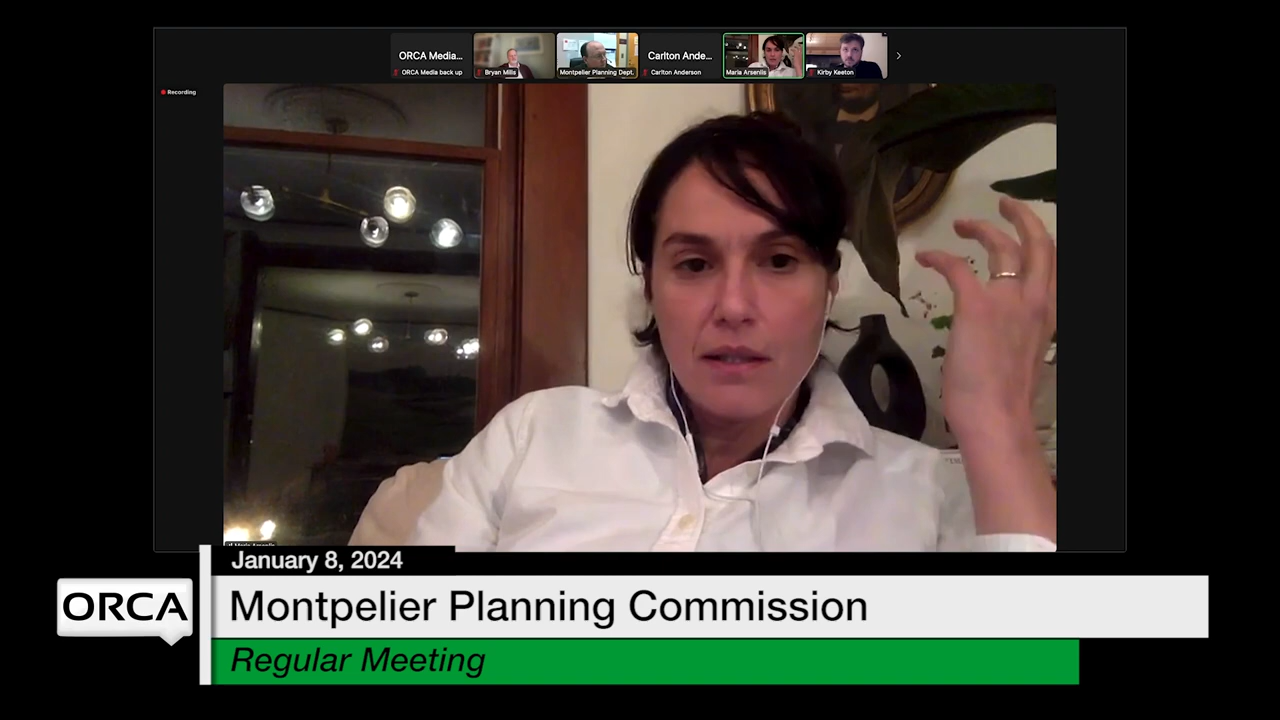 ORCA Media...
Carlton Ande...
ORCA Media back up
Bryan Mills
Montpelier Planning Dept.
Carlton Anderson
Maria Arsenlis
Kirby Keeton
Recording
January 8, 2024
ORCA
Montpelier Planning Commission
Regular Meeting